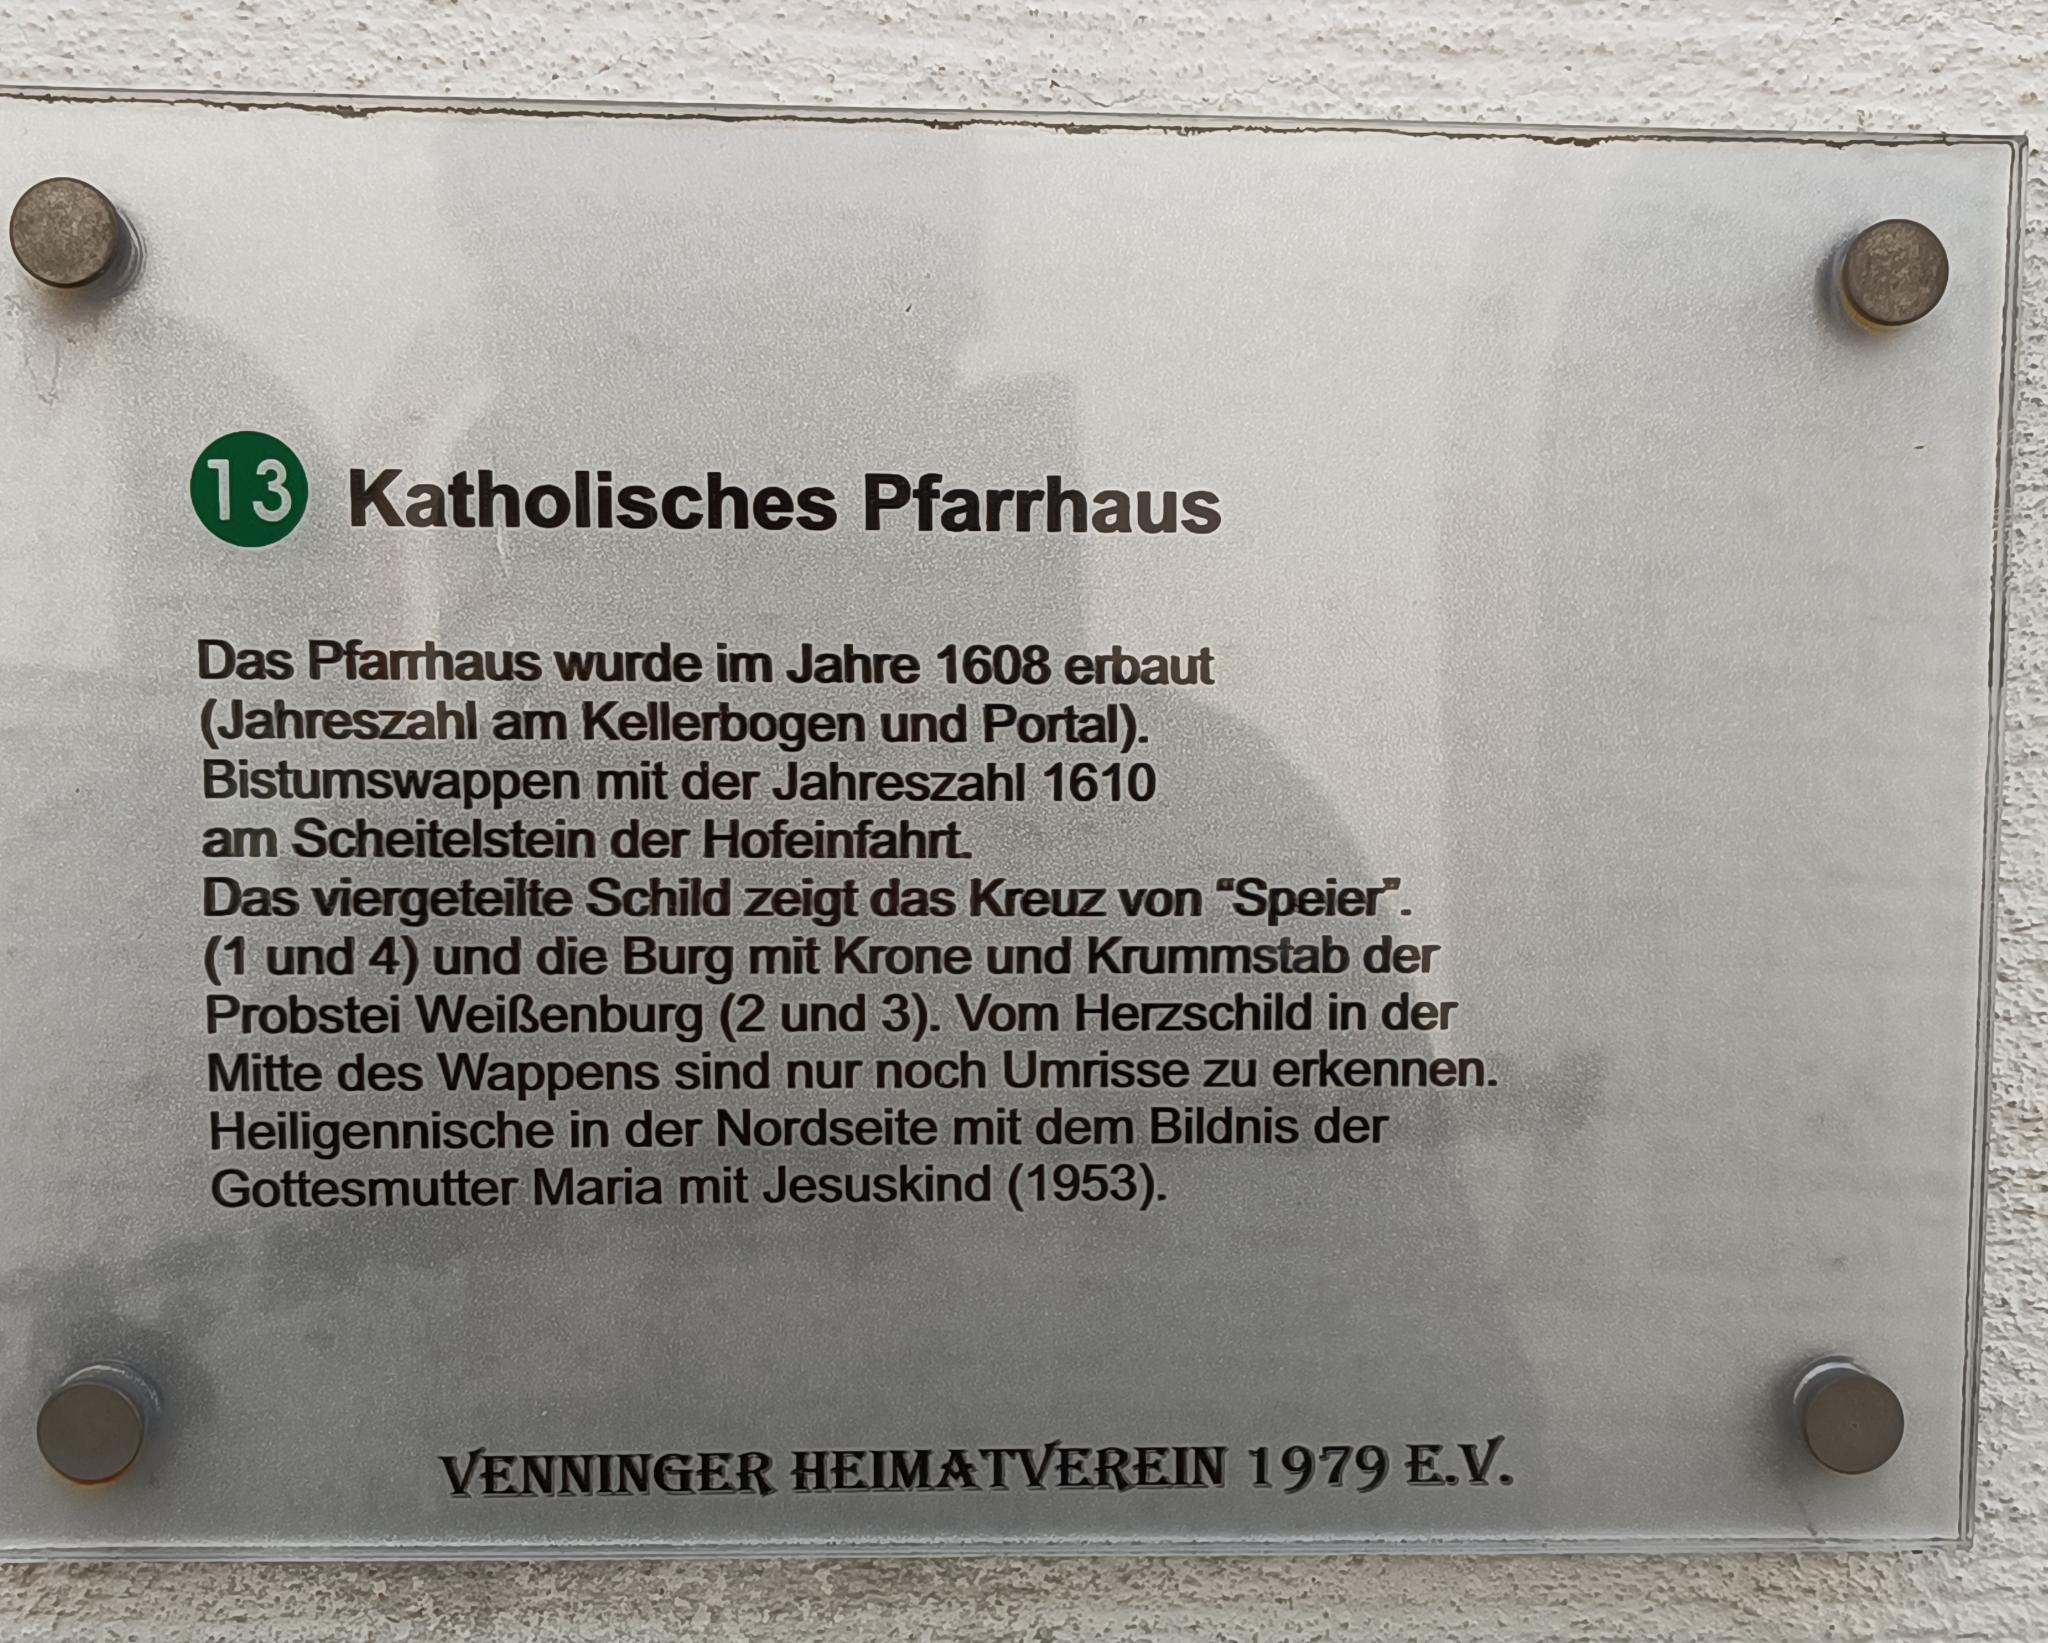 13 Katholisches Pfarrhaus
Das Pfarrhaus wurde im Jahre 1608 erbaut
(Jahreszahl am Kellerbogen und Portal).
Bistumswappen mit der Jahreszahl 1610
am Scheitelstein der Hofeinfahrt.
Das viergeteilte Schild zeigt das Kreuz von “Speier”.
(1 und 4) und die Burg mit Krone und Krummstab der
Probstei Weißenburg (2 und 3). Vom Herzschild in der
Mitte des Wappens sind nur noch Umrisse zu erkennen.
Heiligennische in der Nordseite mit dem Bildnis der
Gottesmutter Maria mit Jesuskind (1953).
VENNINGER HEIMATVEREIN 1979 E.V.